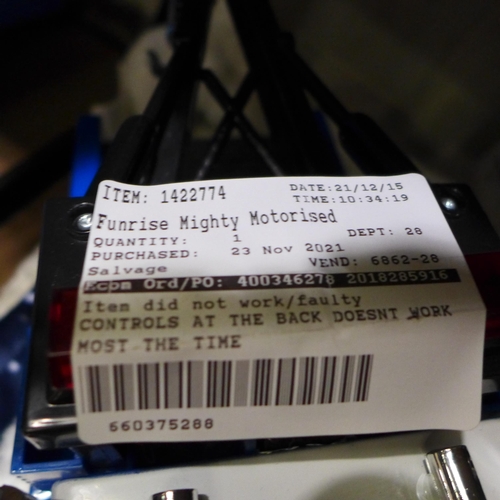 ITEM: 1422774 DATE:21/12/15
TIME:10:34:19
Funrise Mighty Motorised
QUANTITY: 1 DEPT: 28
PURCHASED: 23 Nov 2021
Salvage VEND: 6862-28
Ecom Ord/PO: 400346278 2018285916
Item did not work/faulty
CONTROLS AT THE BACK DOESNT WORK
MOST THE TIME
660375288